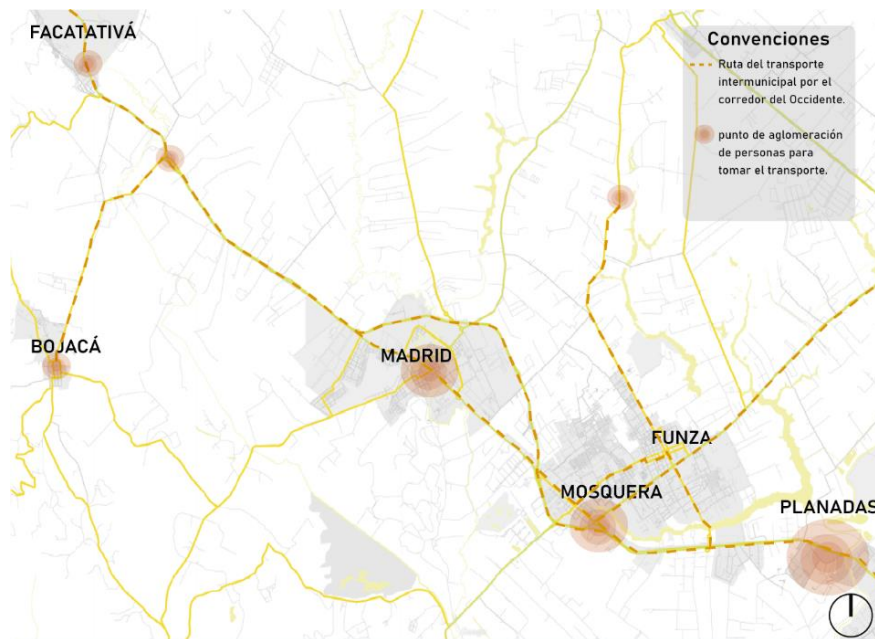 FACATATIVÁ
Convenciones
Ruta del transporte
intermunicipal por el
corredor del Occidente.
punto de aglomeración
de personas para
tomar el transporte.
BOJACÁ
MADRID
FUNZA
MOSQUERA
PLANADAS